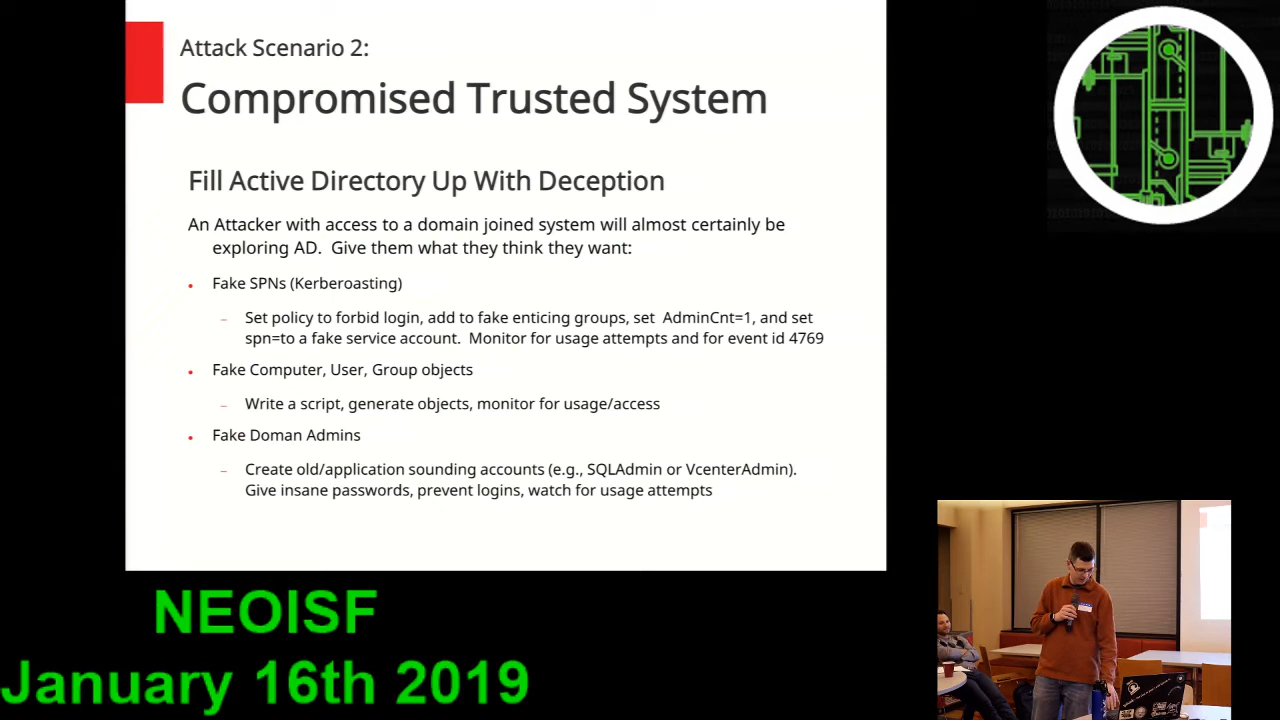 Attack Scenario 2:
Compromised Trusted System
Fill Active Directory Up With Deception
An Attacker with access to a domain joined system will almost certainly be
exploring AD.  Give them what they think they want:
• Fake SPNs (Kerberoasting)
– Set policy to forbid login, add to fake enticing groups, set  AdminCnt=1, and set
spn=to a fake service account.  Monitor for usage attempts and for event id 4769
• Fake Computer, User, Group objects
– Write a script, generate objects, monitor for usage/access
• Fake Doman Admins
– Create old/application sounding accounts (e.g., SQLAdmin or VcenterAdmin).
Give insane passwords, prevent logins, watch for usage attempts
NEOISF
January 16th 2019